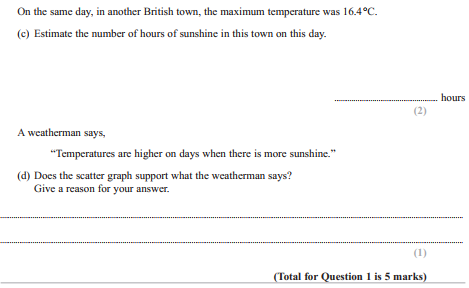 On the same day, in another British town, the maximum temperature was 16.4°C.
(c) Estimate the number of hours of sunshine in this town on this day.
hours
(2)
A weatherman says,
“Temperatures are higher on days when there is more sunshine.”
(d) Does the scatter graph support what the weatherman says?
Give a reason for your answer.
(1)
(Total for Question 1 is 5 marks)